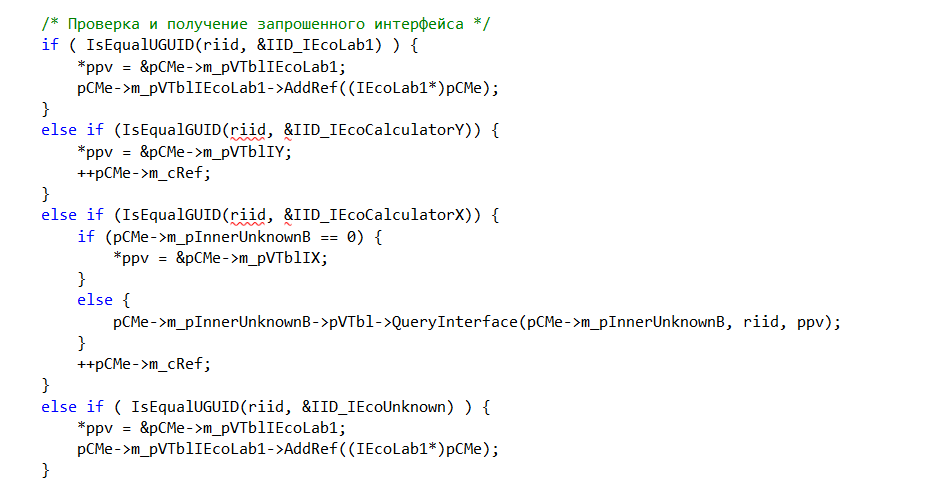 /* Проверка и получение запрошенного интерфейса */
if ( IsEqualUGUID(riid, &IID_IEcoLab1) ) {
    *ppv = &pCMe->m_pVTblIEcoLab1;
    pCMe->m_pVTblIEcoLab1->AddRef((IEcoLab1*)pCMe);
}
else if (IsEqualGUID(riid, &IID_IEcoCalculatorY)) {
    *ppv = &pCMe->m_pVTblIY;
    ++pCMe->m_cRef;
}
else if (IsEqualGUID(riid, &IID_IEcoCalculatorX)) {
    if (pCMe->m_pInnerUnknownB == 0) {
        *ppv = &pCMe->m_pVTblIX;
    }
    else {
        pCMe->m_pInnerUnknownB->pVTbl->QueryInterface(pCMe->m_pInnerUnknownB, riid, ppv);
    }
    ++pCMe->m_cRef;
}
else if ( IsEqualUGUID(riid, &IID_IEcoUnknown) ) {
    *ppv = &pCMe->m_pVTblIEcoLab1;
    pCMe->m_pVTblIEcoLab1->AddRef((IEcoLab1*)pCMe);
}